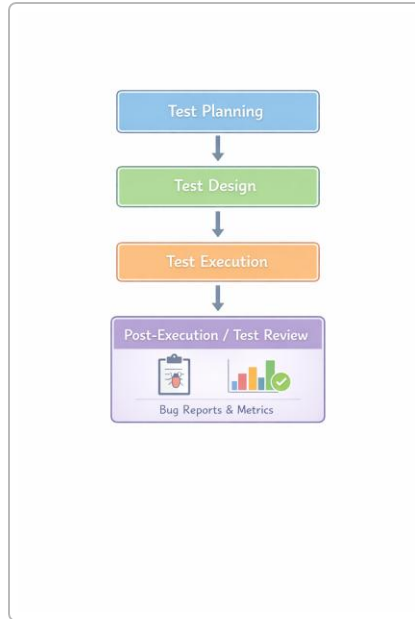 Test Planning
Test Design
Test Execution
Post-Execution / Test Review
Bug Reports & Metrics